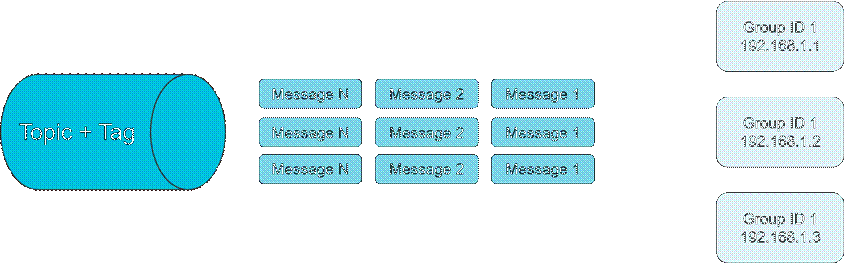 Topic + Tag
Message N
Message 2
Message 1
Message N
Message 2
Message 1
Message N
Message 2
Message 1
Group ID 1
192.168.1.1
Group ID 1
192.168.1.2
Group ID 1
192.168.1.3